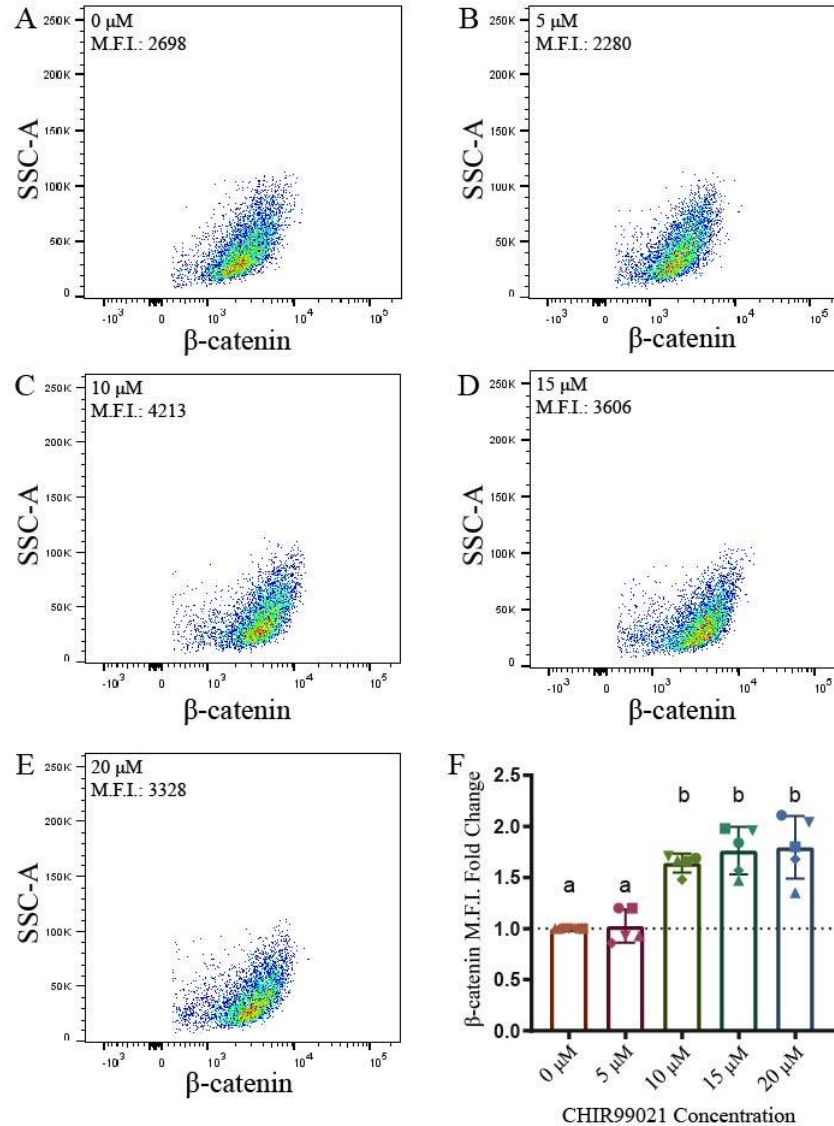 A
0 μM
M.F.I.: 2698
250K
200K
150K
100K
50K
0
SSC-A
-10³ 0 10³ 10⁴ 10⁵
β-catenin
B
5 μM
M.F.I.: 2280
250K
200K
150K
100K
50K
0
SSC-A
-10³ 0 10³ 10⁴ 10⁵
β-catenin
C
10 μM
M.F.I.: 4213
250K
200K
150K
100K
50K
0
SSC-A
-10³ 0 10³ 10⁴ 10⁵
β-catenin
D
15 μM
M.F.I.: 3606
250K
200K
150K
100K
50K
0
SSC-A
-10³ 0 10³ 10⁴ 10⁵
β-catenin
E
20 μM
M.F.I.: 3328
250K
200K
150K
100K
50K
0
SSC-A
-10³ 0 10³ 10⁴ 10⁵
β-catenin
F
β-catenin M.F.I. Fold Change
2.5
2.0
1.5
1.0
0.5
0.0
a a b b b
0 μM 5 μM 10 μM 15 μM 20 μM
CHIR99021 Concentration